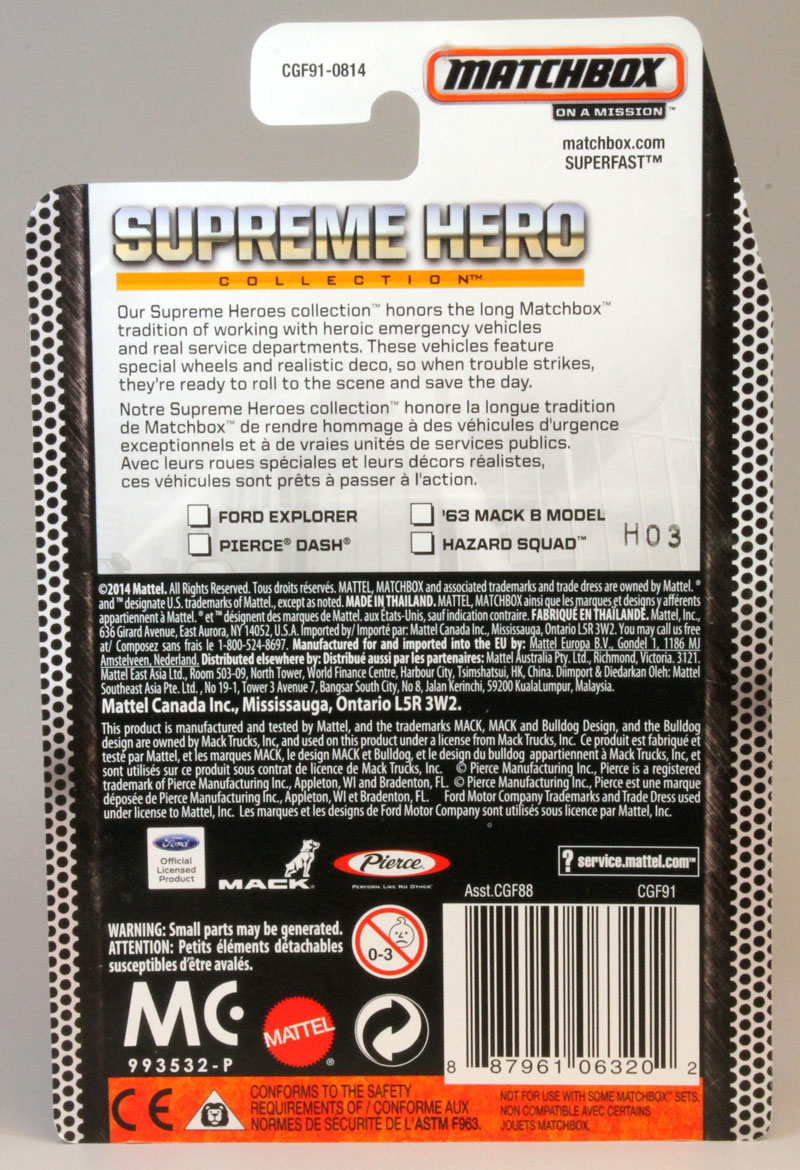 CGF91-0814
MATCHBOX
ON A MISSION™
matchbox.com
SUPERFAST™
SUPREME HERO
COLLECTION™
Our Supreme Heroes collection™ honors the long Matchbox™
tradition of working with heroic emergency vehicles
and real service departments. These vehicles feature
special wheels and realistic deco, so when trouble strikes,
they're ready to roll to the scene and save the day.
Notre Supreme Heroes collection™ honore la longue tradition
de Matchbox™ de rendre hommage à des véhicules d'urgence
exceptionnels et à de vraies unités de services publics.
Avec leurs roues spéciales et leurs décors réalistes,
ces véhicules sont prêts à passer à l'action.
FORD EXPLORER '63 MACK B MODEL
PIERCE® DASH® HAZARD SQUAD™ H03
©2014 Mattel. All Rights Reserved. Tous droits réservés. MATTEL, MATCHBOX and associated trademarks and trade dress are owned by Mattel. ®
and ™ designate U.S. trademarks of Mattel., except as noted. MADE IN THAILAND. MATTEL, MATCHBOX ainsi que les marques et designs y afférents
appartiennent à Mattel. ® et ™ désignent des marques de Mattel. aux États-Unis, sauf indication contraire. FABRIQUÉ EN THAÏLANDE. Mattel, Inc.,
636 Girard Avenue, East Aurora, NY 14052, U.S.A. Imported by/ Importé par: Mattel Canada Inc., Mississauga, Ontario L5R 3W2. You may call us free
at/ Composez sans frais le 1-800-524-8697. Manufactured for and imported into the EU by: Mattel Europa B.V., Gondel 1, 1186 MJ
Amstelveen, Nederland. Distributed elsewhere by: Distribué aussi par les partenaires: Mattel Australia Pty. Ltd., Richmond, Victoria. 3121.
Mattel East Asia Ltd., Room 503-09, North Tower, World Finance Centre, Harbour City, Tsimshatsui, HK, China. Diimport & Diedarkan Oleh: Mattel
Southeast Asia Pte. Ltd., No 19-1, Tower 3 Avenue 7, Bangsar South City, No 8, Jalan Kerinchi, 59200 KualaLumpur, Malaysia.
Mattel Canada Inc., Mississauga, Ontario L5R 3W2.
This product is manufactured and tested by Mattel, and the trademarks MACK, MACK and Bulldog Design, and the Bulldog
design are owned by Mack Trucks, Inc, and used on this product under a license from Mack Trucks, Inc. Ce produit est fabriqué et
testé par Mattel, et les marques MACK, le design MACK et Bulldog, et le design du bulldog appartiennent à Mack Trucks, Inc, et
sont utilisés sur ce produit sous contrat de licence de Mack Trucks, Inc. © Pierce Manufacturing Inc., Pierce is a registered
trademark of Pierce Manufacturing Inc., Appleton, WI and Bradenton, FL. © Pierce Manufacturing Inc., Pierce est une marque
déposée de Pierce Manufacturing Inc., Appleton, WI et Bradenton, FL. Ford Motor Company Trademarks and Trade Dress used
under license to Mattel, Inc. Les marques et les designs de Ford Motor Company sont utilisés sous licence par Mattel, Inc.
Ford
Official
Licensed
Product
MACK®
Pierce
PERFORM. LIKE NO OTHER.
? service.mattel.com™
Asst.CGF88 CGF91
WARNING: Small parts may be generated.
ATTENTION: Petits éléments détachables
susceptibles d'être avalés.
0-3
MC
993532-P
MATTEL®
8 87961 06320 2
CE
CONFORMS TO THE SAFETY
REQUIREMENTS OF / CONFORME AUX
NORMES DE SÉCURITÉ DE L'ASTM F963.
NOT FOR USE WITH SOME MATCHBOX™ SETS.
NON COMPATIBLE AVEC CERTAINS
JOUETS MATCHBOX.